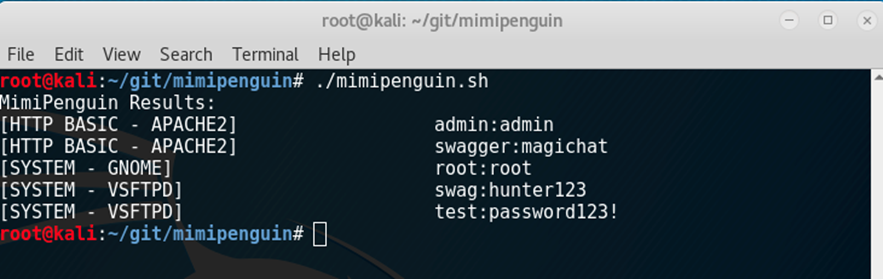 root@kali: ~/git/mimipenguin
File Edit View Search Terminal Help
root@kali:~/git/mimipenguin# ./mimipenguin.sh
MimiPenguin Results:
[HTTP BASIC - APACHE2] admin:admin
[HTTP BASIC - APACHE2] swagger:magichat
[SYSTEM - GNOME] root:root
[SYSTEM - VSFTPD] swag:hunter123
[SYSTEM - VSFTPD] test:password123!
root@kali:~/git/mimipenguin#